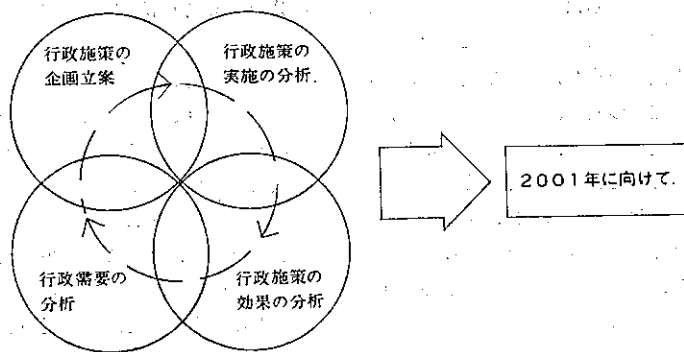 行政施策の
企画立案
行政施策の
実施の分析.
行政需要の
分析
行政施策の
効果の分析
2001年に向けて.